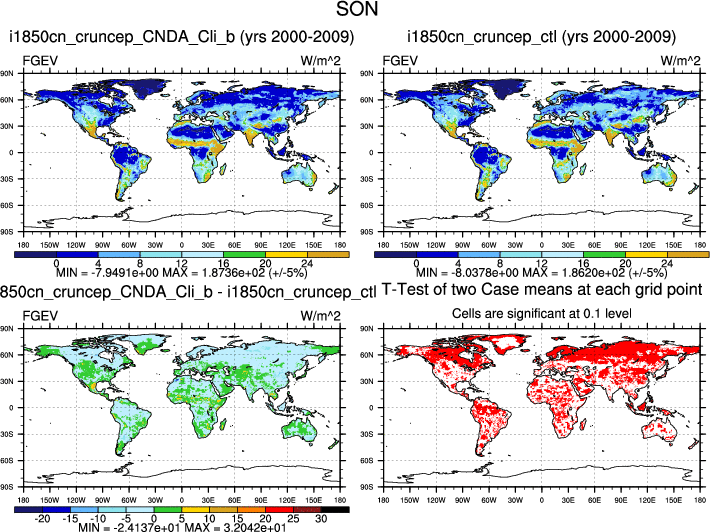 SON
i1850cn_cruncep_CNDA_Cli_b (yrs 2000-2009)
FGEV W/m^2
90N
60N
30N
0
30S
60S
90S
180 150W 120W 90W 60W 30W 0 30E 60E 90E 120E 150E 180
0 4 8 12 16 20 24
MIN = -7.9491e+00 MAX = 1.8736e+02 (+/-5%)
i1850cn_cruncep_ctl (yrs 2000-2009)
FGEV W/m^2
90N
60N
30N
0
30S
60S
90S
180 150W 120W 90W 60W 30W 0 30E 60E 90E 120E 150E 180
0 4 8 12 16 20 24
MIN = -8.0378e+00 MAX = 1.8620e+02 (+/-5%)
850cn_cruncep_CNDA_Cli_b - i1850cn_cruncep_ctl
FGEV W/m^2
90N
60N
30N
0
30S
60S
90S
180 150W 120W 90W 60W 30W 0 30E 60E 90E 120E 150E 180
-20 -15 -10 -5 0 5 10 15 20 25 30
MIN = -2.4137e+01 MAX = 3.2042e+01
T-Test of two Case means at each grid point
Cells are significant at 0.1 level
90N
60N
30N
0
30S
60S
90S
180 150W 120W 90W 60W 30W 0 30E 60E 90E 120E 150E 180